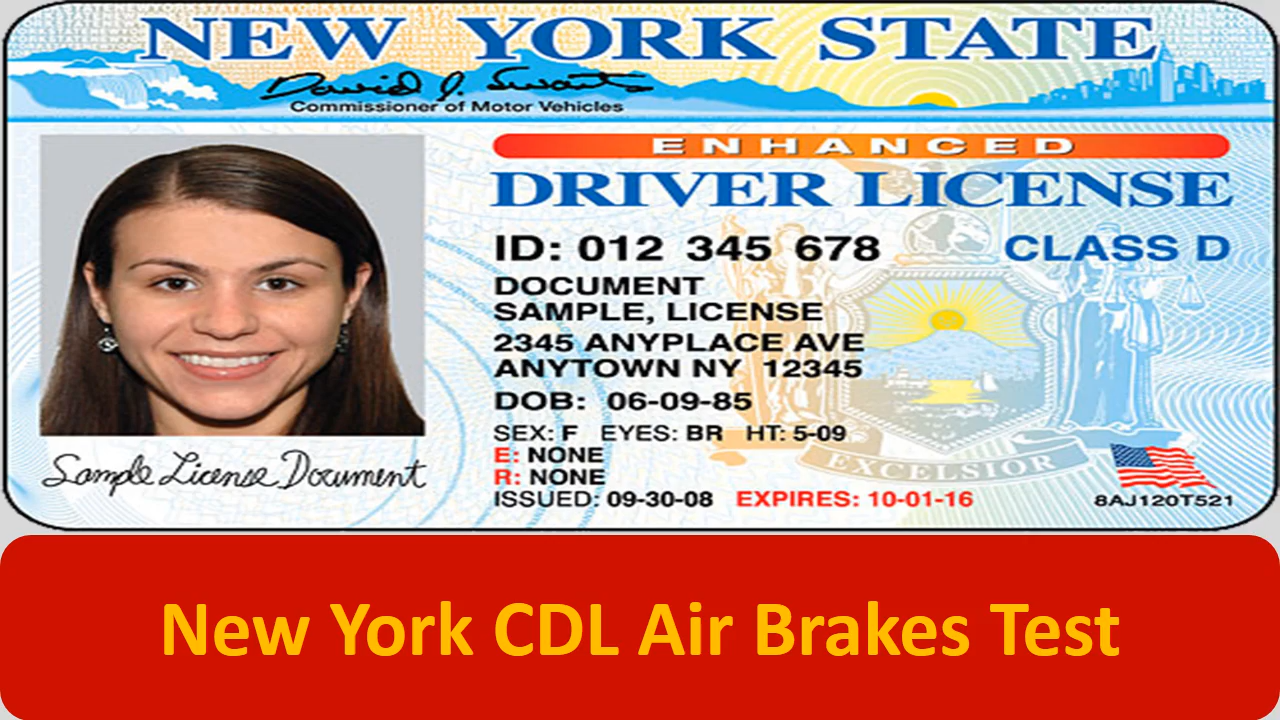 NEW YORK STATE
David J. Swarts
Commissioner of Motor Vehicles
ENHANCED
DRIVER LICENSE
ID: 012 345 678 CLASS D
DOCUMENT
SAMPLE, LICENSE
2345 ANYPLACE AVE
ANYTOWN NY 12345
DOB: 06-09-85
SEX: F EYES: BR HT: 5-09
E: NONE
R: NONE
ISSUED: 09-30-08 EXPIRES: 10-01-16
EXCELSIOR
8AJ120T521
Sample License Document
New York CDL Air Brakes Test